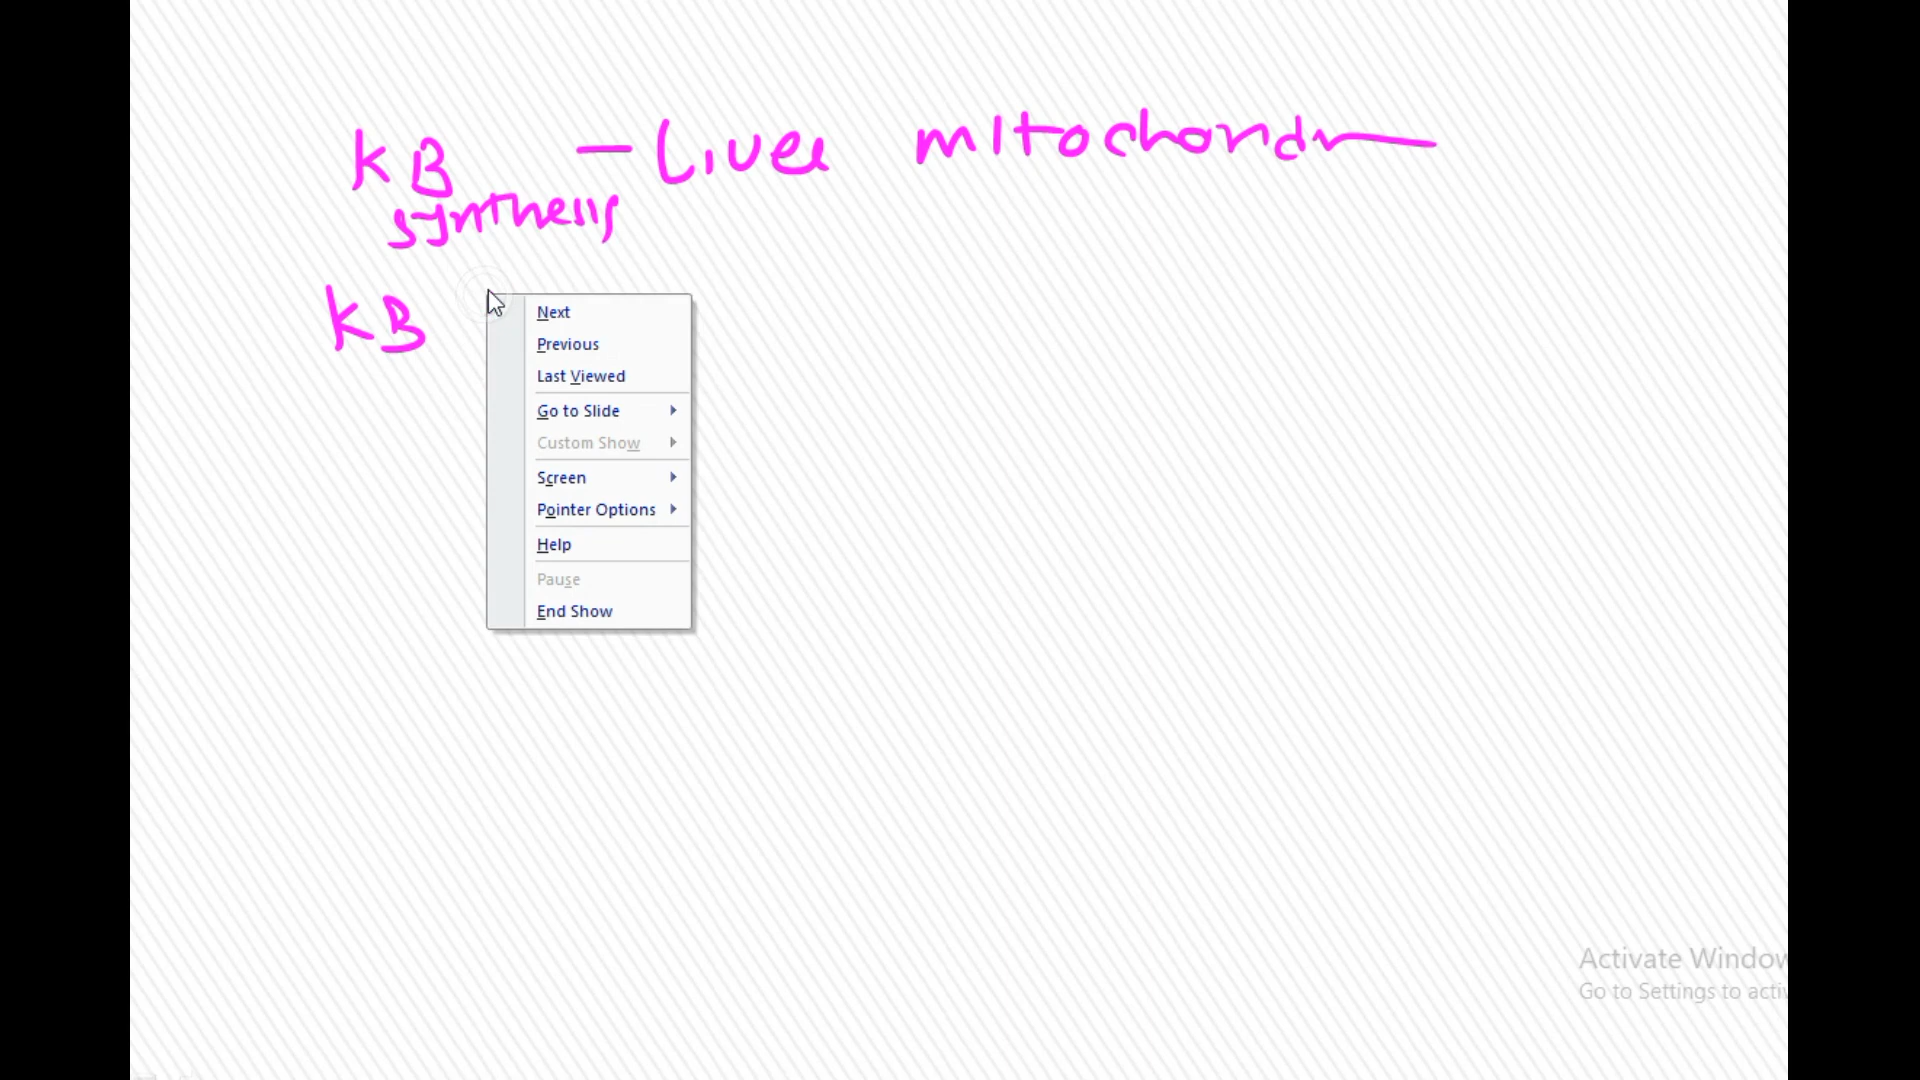 KB - Liver mitochondr
synthesis
KB
Next
Previous
Last Viewed
Go to Slide
Custom Show
Screen
Pointer Options
Help
Pause
End Show
Activate Window
Go to Settings to activ